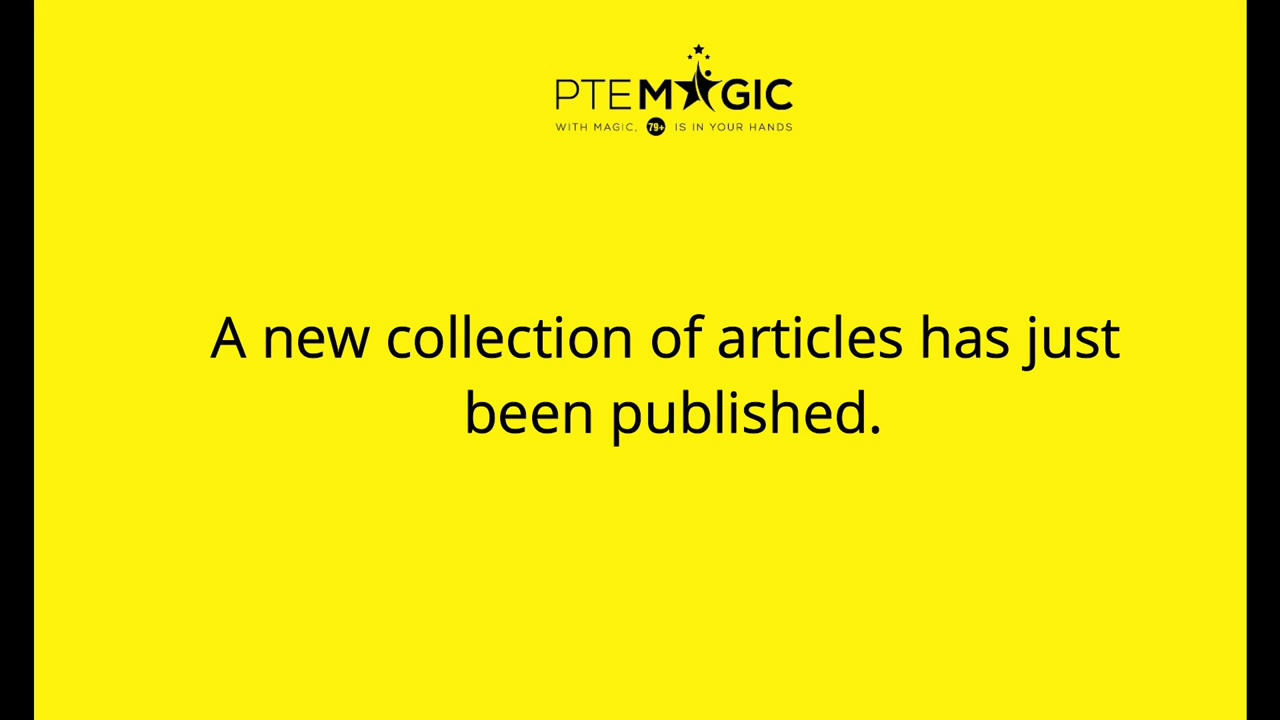 PTEMAGIC
WITH MAGIC, 79+ IS IN YOUR HANDS
A new collection of articles has just
been published.